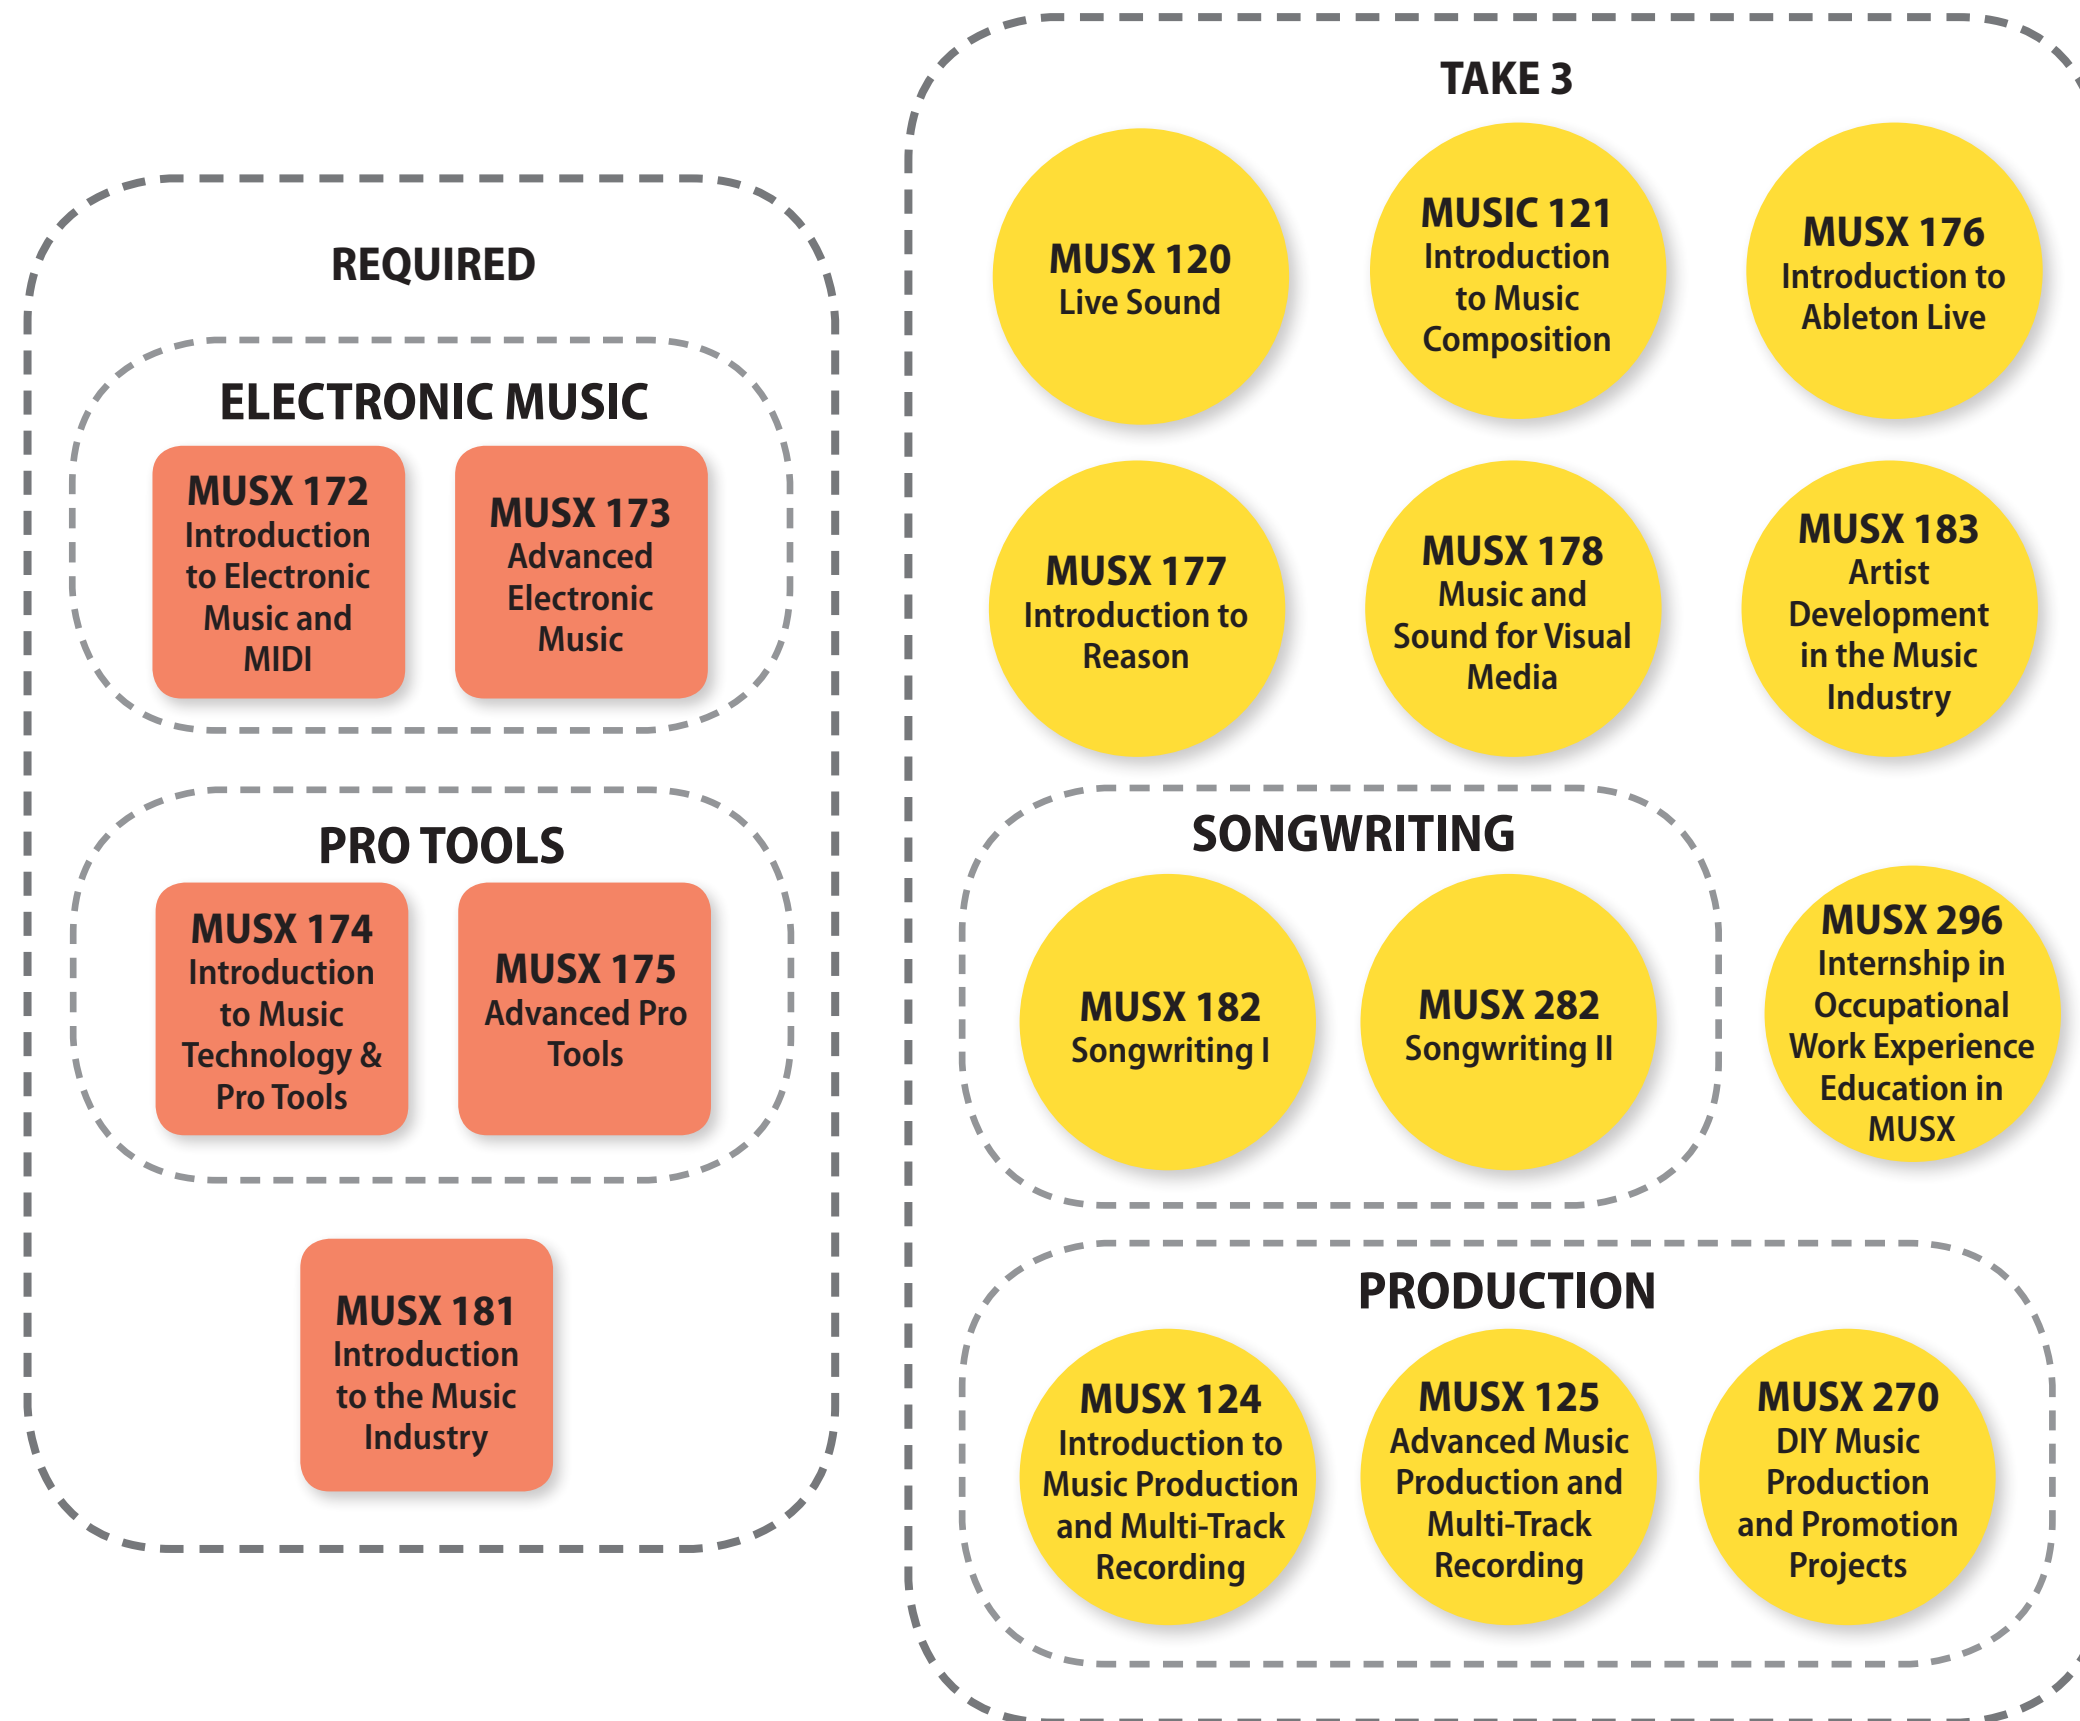 REQUIRED
ELECTRONIC MUSIC
MUSX 172
Introduction
to Electronic
Music and
MIDI
MUSX 173
Advanced
Electronic
Music
PRO TOOLS
MUSX 174
Introduction
to Music
Technology &
Pro Tools
MUSX 175
Advanced Pro
Tools
MUSX 181
Introduction
to the Music
Industry
TAKE 3
MUSX 120
Live Sound
MUSIC 121
Introduction
to Music
Composition
MUSX 176
Introduction to
Ableton Live
MUSX 177
Introduction to
Reason
MUSX 178
Music and
Sound for Visual
Media
MUSX 183
Artist
Development
in the Music
Industry
SONGWRITING
MUSX 182
Songwriting I
MUSX 282
Songwriting II
MUSX 296
Internship in
Occupational
Work Experience
Education in
MUSX
PRODUCTION
MUSX 124
Introduction to
Music Production
and Multi-Track
Recording
MUSX 125
Advanced Music
Production and
Multi-Track
Recording
MUSX 270
DIY Music
Production
and Promotion
Projects